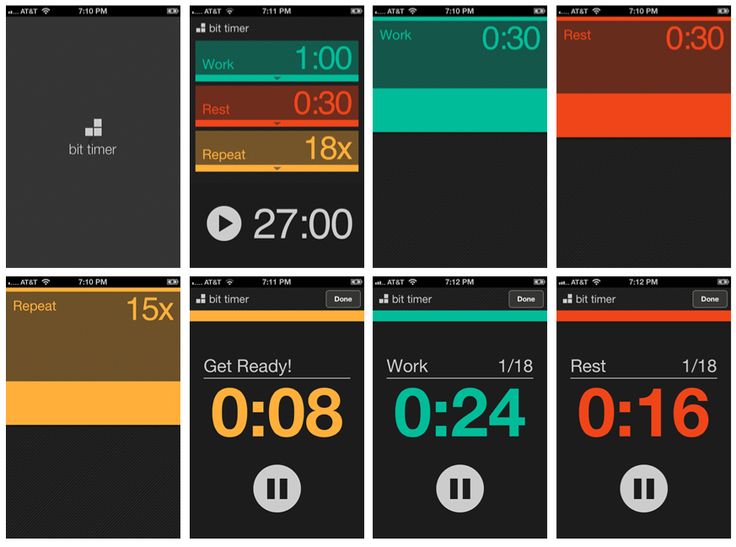 .... AT&T 7:10 PM
bit timer
.... AT&T 7:11 PM
bit timer
Work 1:00
Rest 0:30
Repeat 18x
27:00
.... AT&T 7:10 PM
Work 0:30
.... AT&T 7:10 PM
Rest 0:30
.... AT&T 7:10 PM
Repeat 15x
.... AT&T 7:11 PM
bit timer Done
Get Ready!
0:08
.... AT&T 7:12 PM
bit timer Done
Work 1/18
0:24
.... AT&T 7:12 PM
bit timer Done
Rest 1/18
0:16